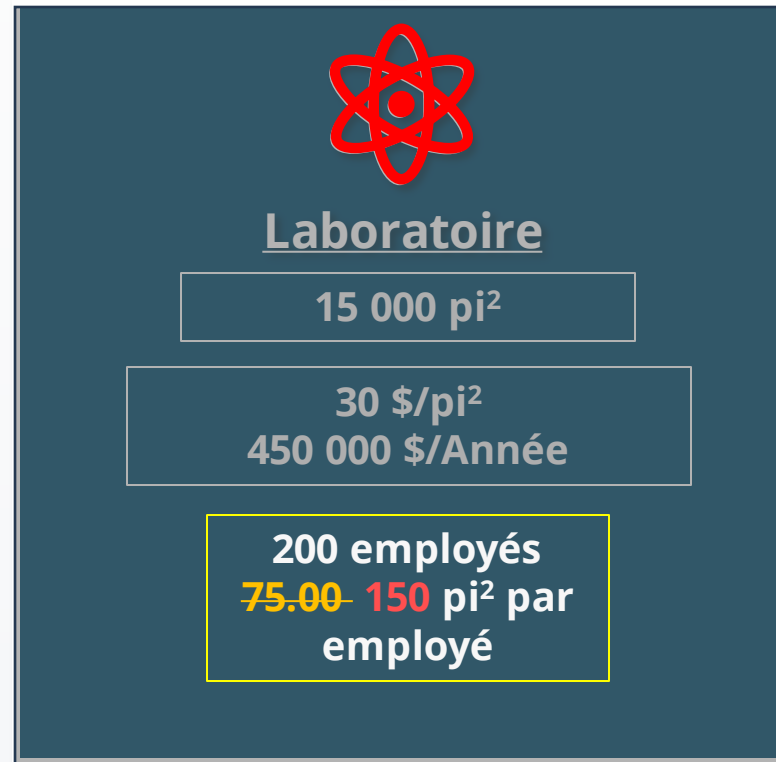 Laboratoire
15 000 pi²
30 $/pi²
450 000 $/Année
200 employés
75.00 150 pi² par
employé